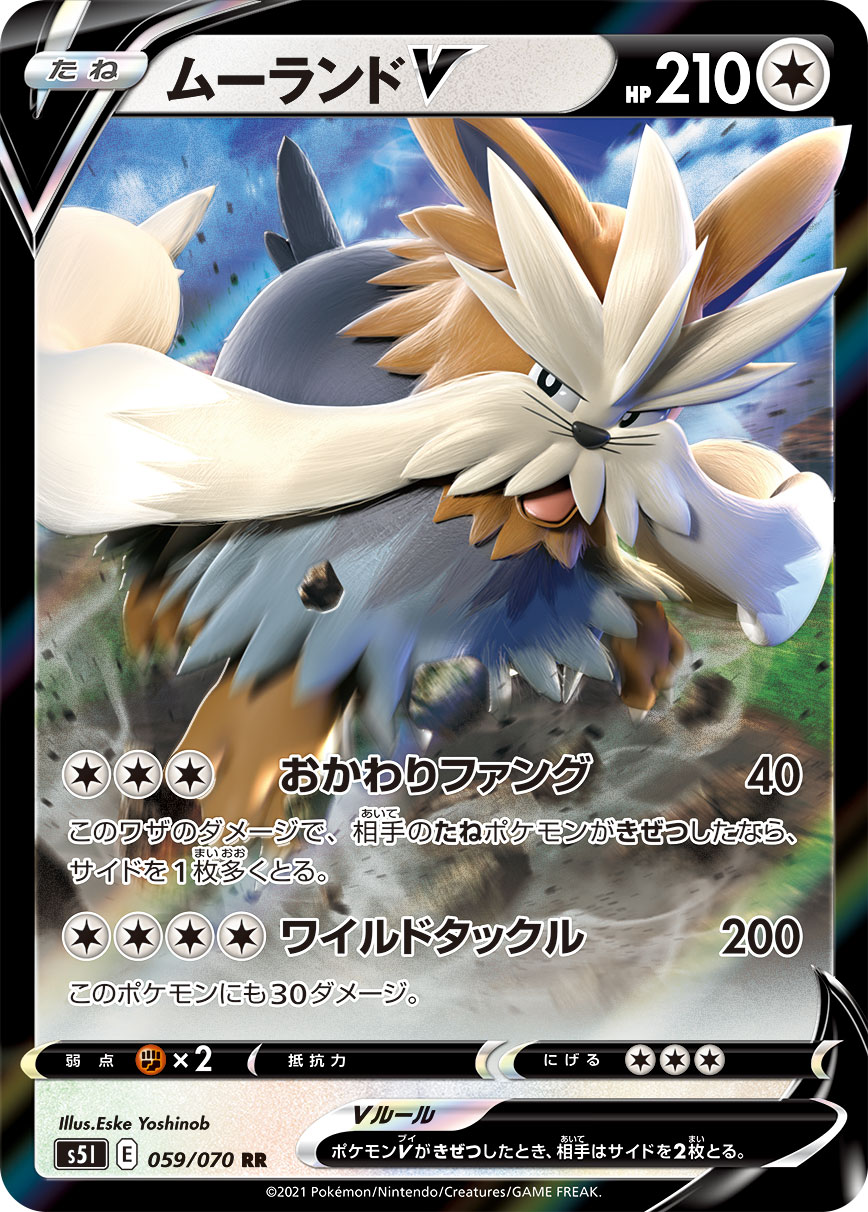 たね ムーランドV HP210
おかわりファング 40
このワザのダメージで、相手のたねポケモンがきぜつしたなら、
サイドを1枚多くとる。
ワイルドタックル 200
このポケモンにも30ダメージ。
弱点 ×2 抵抗力 にげる
Illus.Eske Yoshinob
Vルール
ポケモンVがきぜつしたとき、相手はサイドを2枚とる。
s5I E 059/070 RR
©2021 Pokémon/Nintendo/Creatures/GAME FREAK.